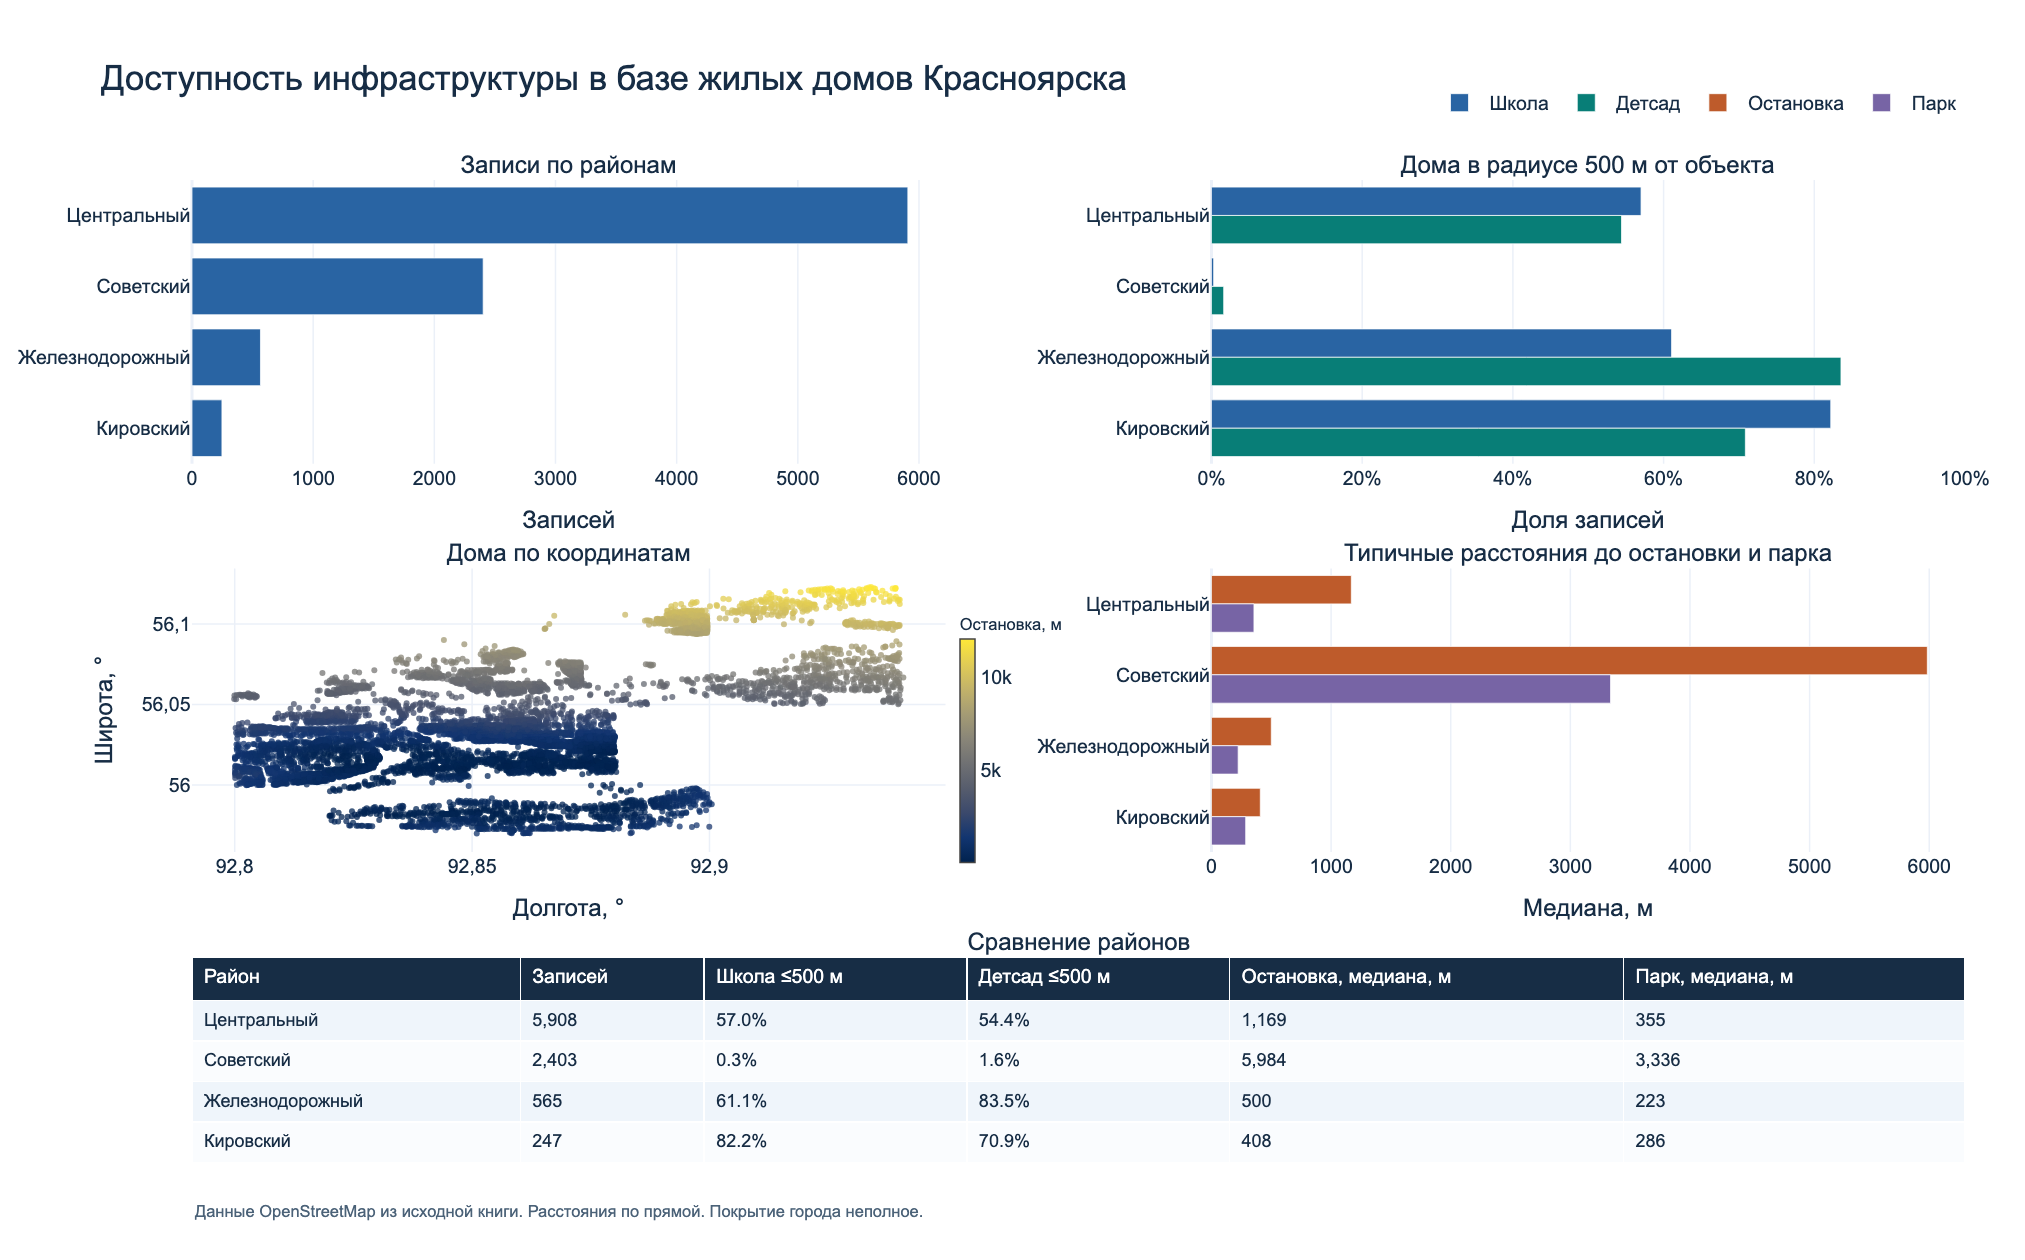 Доступность инфраструктуры в базе жилых домов Красноярска
Школа Детсад Остановка Парк
Записи по районам
Центральный
Советский
Железнодорожный
Кировский
0 1000 2000 3000 4000 5000 6000
Записей
Дома в радиусе 500 м от объекта
Центральный
Советский
Железнодорожный
Кировский
0% 20% 40% 60% 80% 100%
Доля записей
Дома по координатам
Широта, °
56,1
56,05
56
92,8 92,85 92,9
Долгота, °
Остановка, м
10k
5k
Типичные расстояния до остановки и парка
Центральный
Советский
Железнодорожный
Кировский
0 1000 2000 3000 4000 5000 6000
Медиана, м
Сравнение районов
Район Записей Школа ≤500 м Детсад ≤500 м Остановка, медиана, м Парк, медиана, м
Центральный 5,908 57.0% 54.4% 1,169 355
Советский 2,403 0.3% 1.6% 5,984 3,336
Железнодорожный 565 61.1% 83.5% 500 223
Кировский 247 82.2% 70.9% 408 286
Данные OpenStreetMap из исходной книги. Расстояния по прямой. Покрытие города неполное.